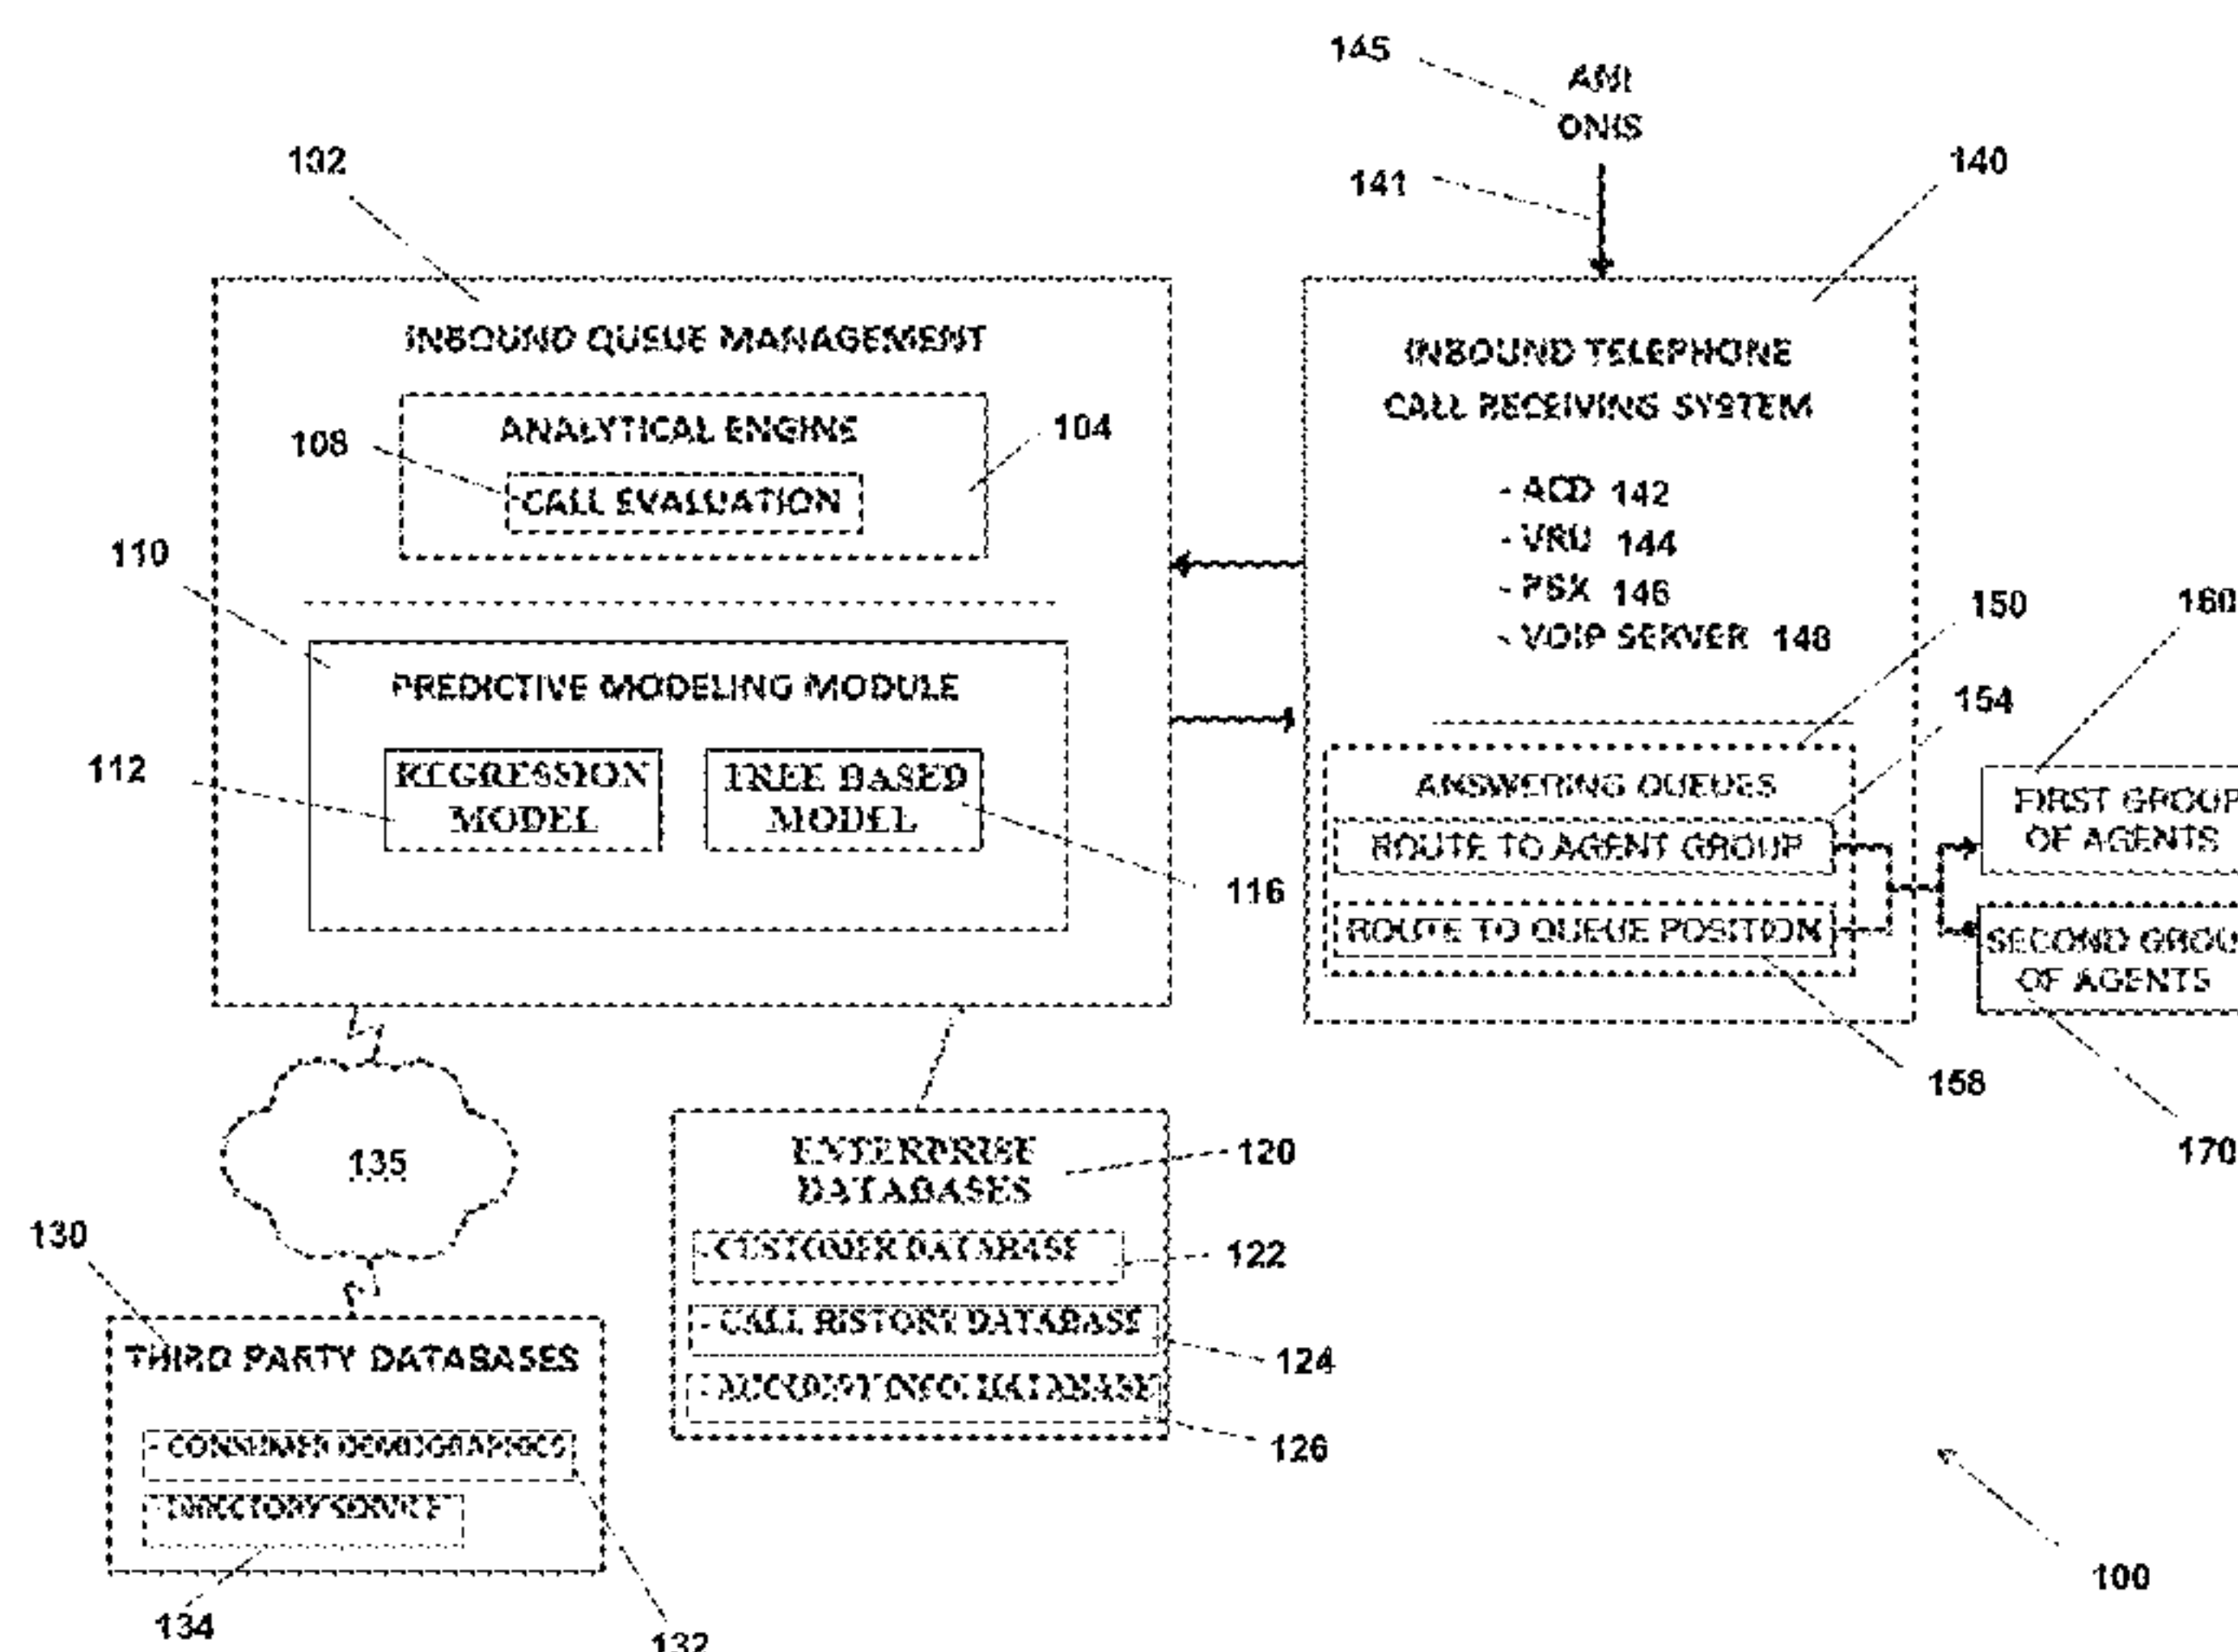 145
ANI
DNIS
102
141
140
INBOUND QUEUE MANAGEMENT
INBOUND TELEPHONE
CALL RECEIVING SYSTEM
ANALYTICAL ENGINE
108
104
CALL EVALUATION
- ACD 142
- VRU 144
- PBX 146
- VOIP SERVER 148
110
150
160
154
PREDICTIVE MODELING MODULE
112
REGRESSION
MODEL
TREE BASED
MODEL
116
ANSWERING QUEUES
ROUTE TO AGENT GROUP
ROUTE TO QUEUE POSITION
FIRST GROUP
OF AGENTS
SECOND GROU
OF AGENTS
158
170
135
ENTERPRISE
DATABASES
120
- CUSTOMER DATABASE
122
- CALL HISTORY DATABASE
124
- ACCOUNT INFO. DATABASE
126
130
THIRD PARTY DATABASES
- CONSUMER DEMOGRAPHICS
- DIRECTORY SERVICE
134
132
100